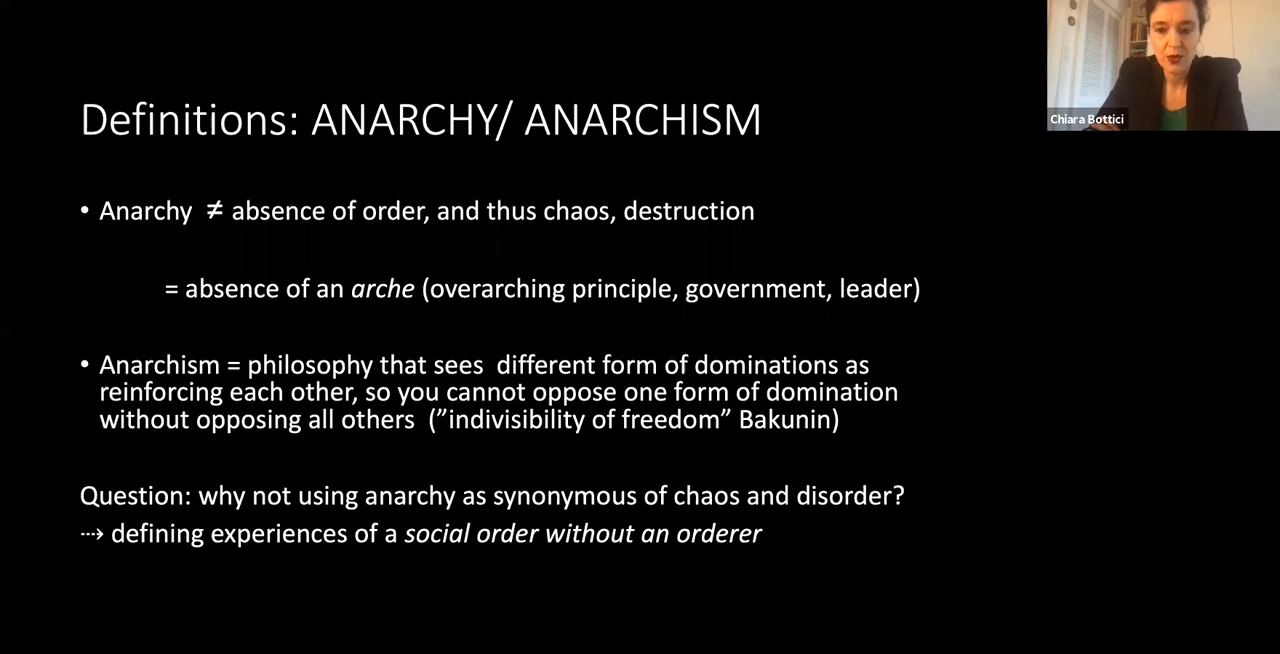 Chiara Bottici
Definitions: ANARCHY/ ANARCHISM
• Anarchy ≠ absence of order, and thus chaos, destruction
= absence of an arche (overarching principle, government, leader)
• Anarchism = philosophy that sees different form of dominations as
reinforcing each other, so you cannot oppose one form of domination
without opposing all others (”indivisibility of freedom” Bakunin)
Question: why not using anarchy as synonymous of chaos and disorder?
⇢ defining experiences of a social order without an orderer